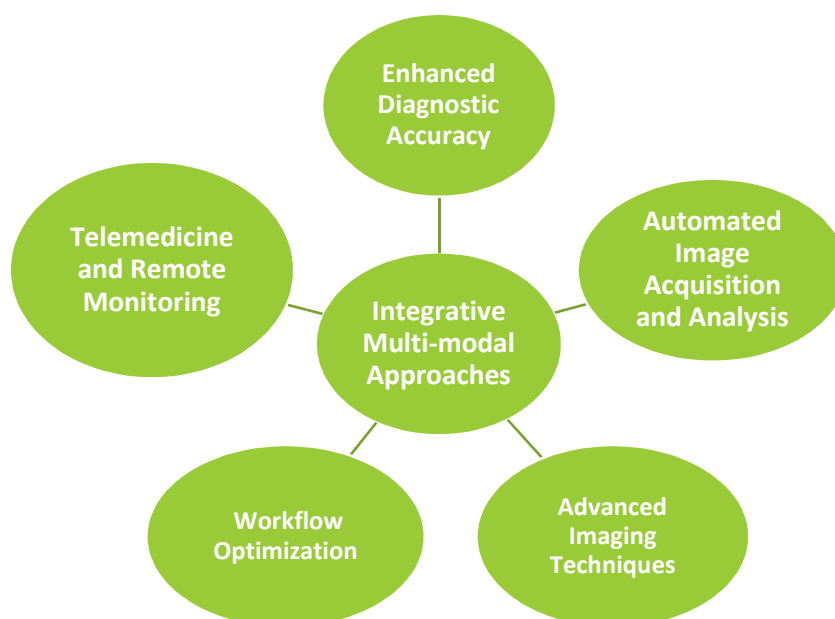 Enhanced
Diagnostic
Accuracy
Telemedicine
and Remote
Monitoring
Automated
Image
Acquisition
and Analysis
Integrative
Multi-modal
Approaches
Workflow
Optimization
Advanced
Imaging
Techniques